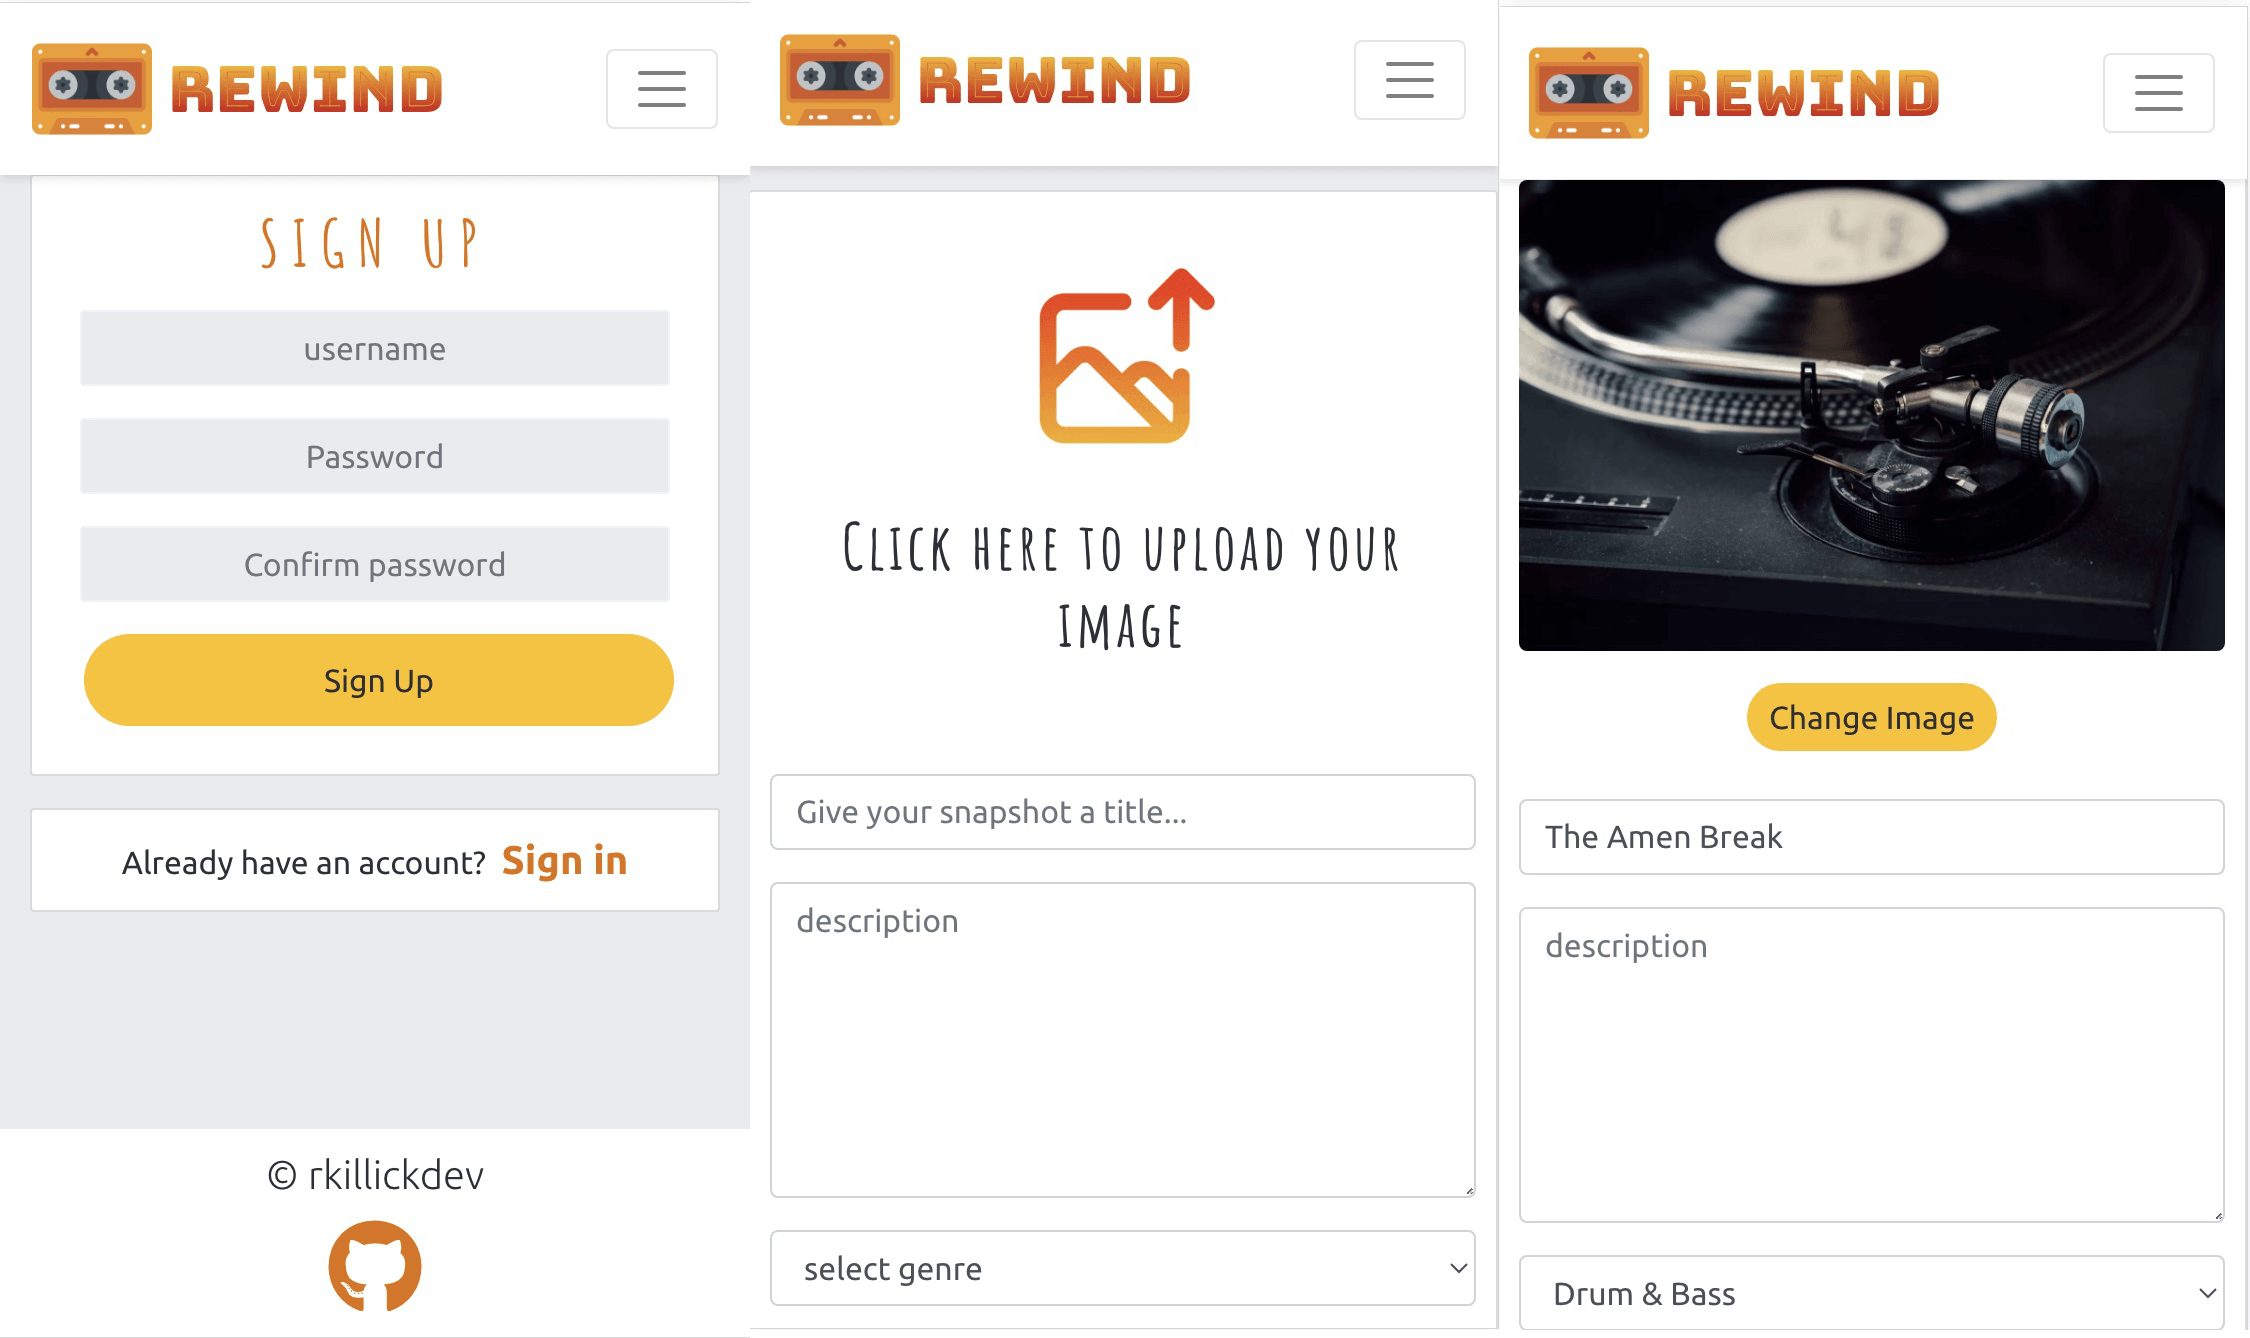 REWIND
SIGN UP
username
Password
Confirm password
Sign Up
Already have an account? Sign in
© rkillickdev
REWIND
Click here to upload your
image
Give your snapshot a title...
description
select genre
REWIND
Change Image
The Amen Break
description
Drum & Bass